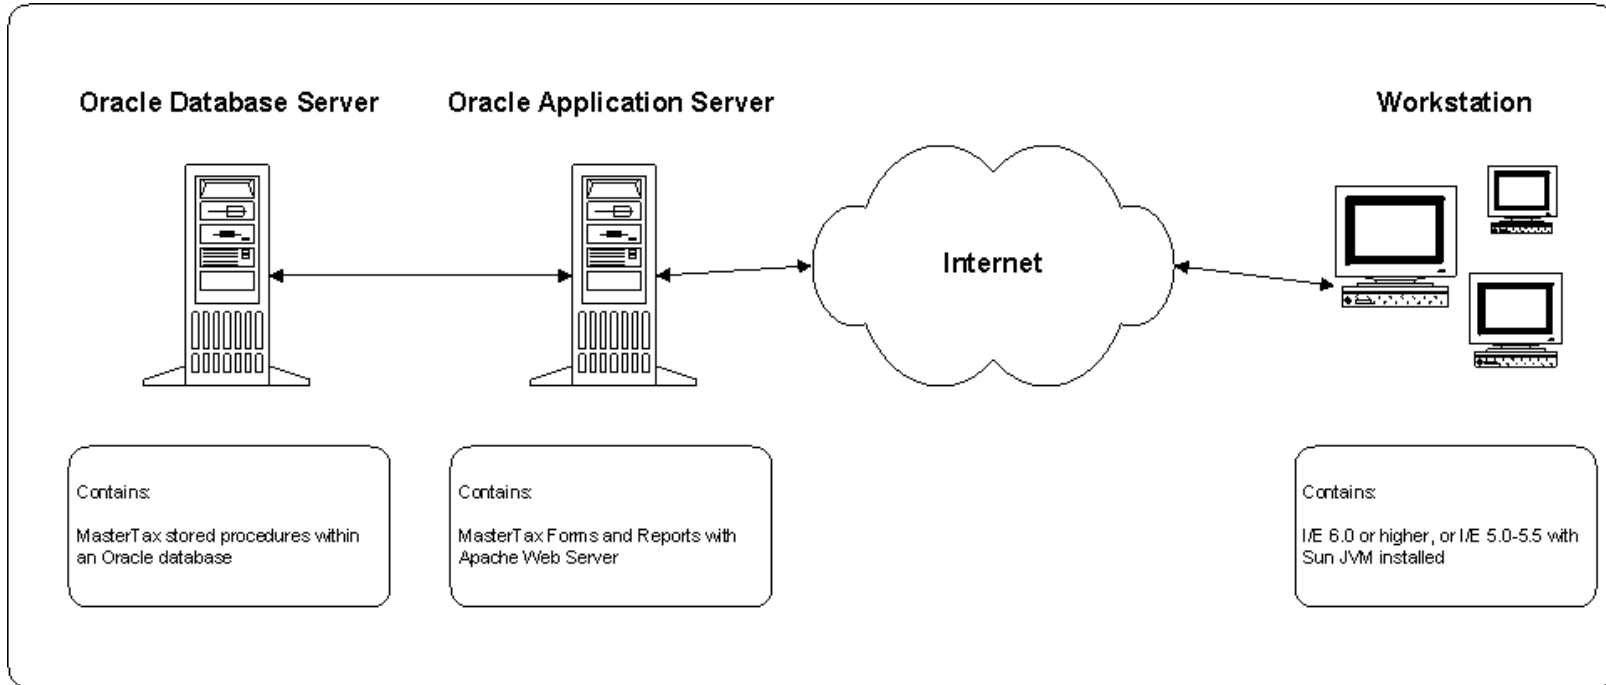 Oracle Database Server
Oracle Application Server
Workstation
Internet
Contains:
MasterTax stored procedures within
an Oracle database
Contains:
MasterTax Forms and Reports with
Apache Web Server
Contains:
I/E 6.0 or higher, or I/E 5.0-5.5 with
Sun JVM installed